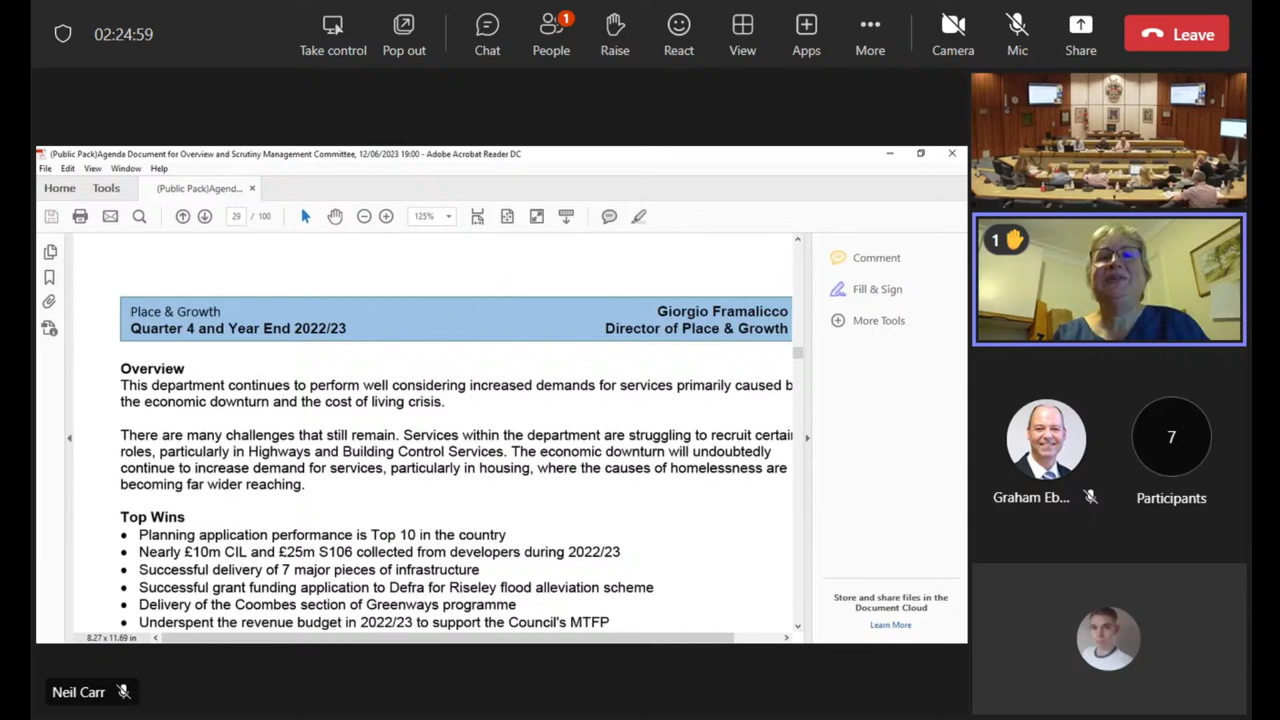 02:24:59
Take control
Pop out
Chat
1
People
Raise
React
View
Apps
More
Camera
Mic
Share
Leave
(Public Pack)Agenda Document for Overview and Scrutiny Management Committee, 12/06/2023 19:00 - Adobe Acrobat Reader DC
File Edit View Window Help
Home Tools (Public Pack)Agend... ×
29 / 100 125%
Place & Growth Giorgio Framalicco
Quarter 4 and Year End 2022/23 Director of Place & Growth
Overview
This department continues to perform well considering increased demands for services primarily caused b
the economic downturn and the cost of living crisis.
There are many challenges that still remain. Services within the department are struggling to recruit certain
roles, particularly in Highways and Building Control Services. The economic downturn will undoubtedly
continue to increase demand for services, particularly in housing, where the causes of homelessness are
becoming far wider reaching.
Top Wins
• Planning application performance is Top 10 in the country
• Nearly £10m CIL and £25m S106 collected from developers during 2022/23
• Successful delivery of 7 major pieces of infrastructure
• Successful grant funding application to Defra for Riseley flood alleviation scheme
• Delivery of the Coombes section of Greenways programme
• Underspent the revenue budget in 2022/23 to support the Council's MTFP
8.27 x 11.69 in
Comment
Fill & Sign
More Tools
Store and share files in the
Document Cloud
Learn More
1
Graham Eb...
7
Participants
Neil Carr